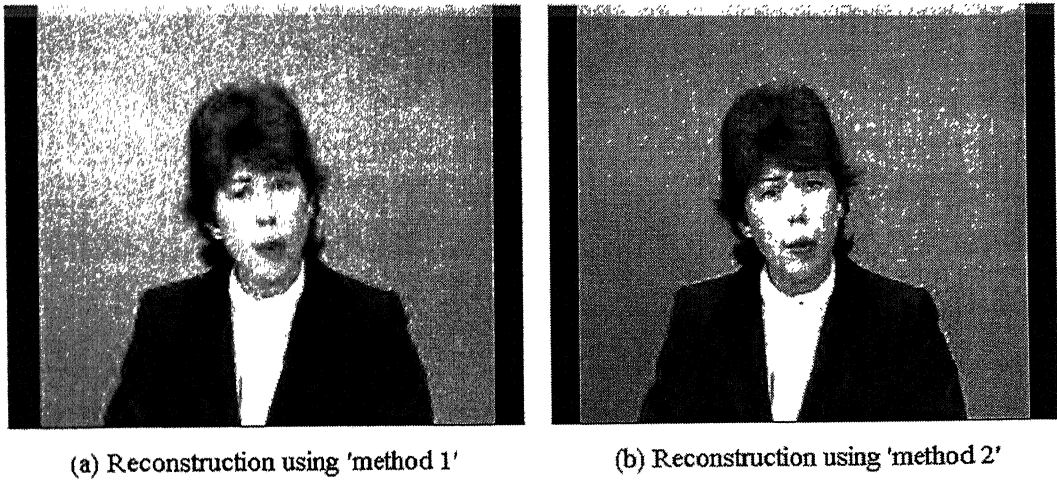 (a) Reconstruction using 'method 1'
(b) Reconstruction using 'method 2'